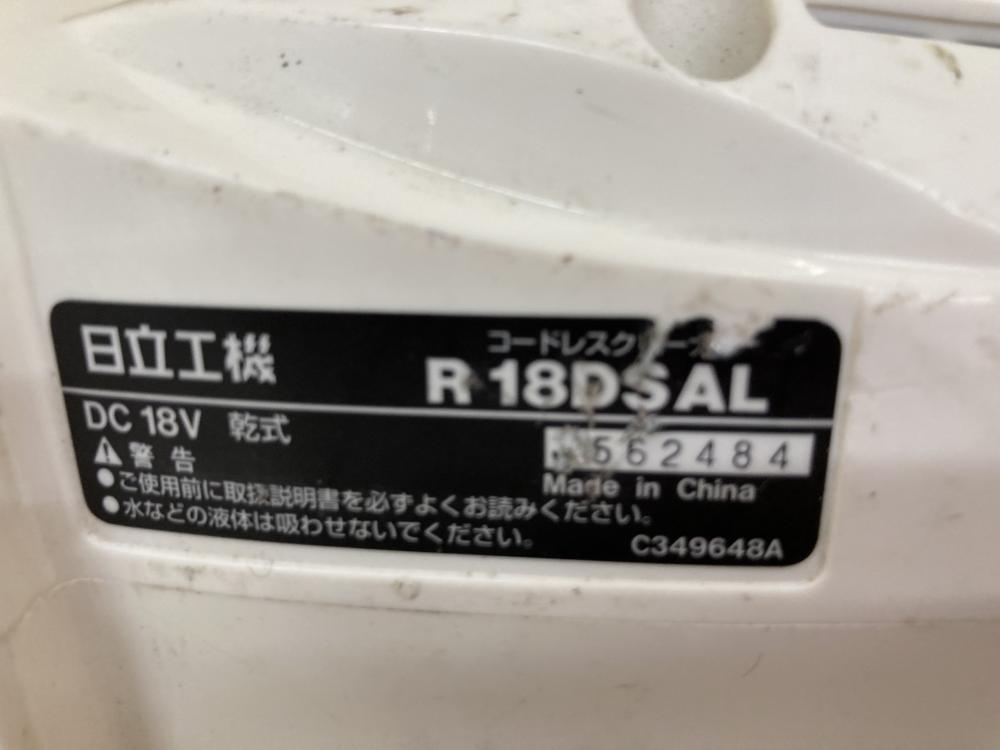 日立工機
コードレスクリーナー
R 18DSAL
DC 18V 乾式
562484
⚠警告
Made in China
●ご使用前に取扱説明書を必ずよくお読みください。
●水などの液体は吸わせないでください。
C349648A